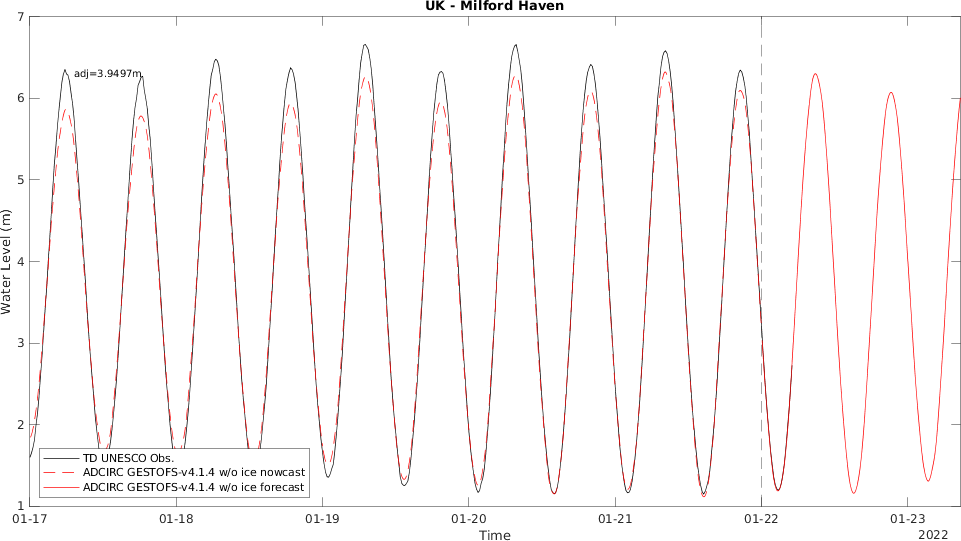 UK - Milford Haven
adj=3.9497m
Water Level (m)
7
6
5
4
3
2
1
TD UNESCO Obs.
ADCIRC GESTOFS-v4.1.4 w/o ice nowcast
ADCIRC GESTOFS-v4.1.4 w/o ice forecast
01-17 01-18 01-19 01-20 01-21 01-22 01-23
Time
2022